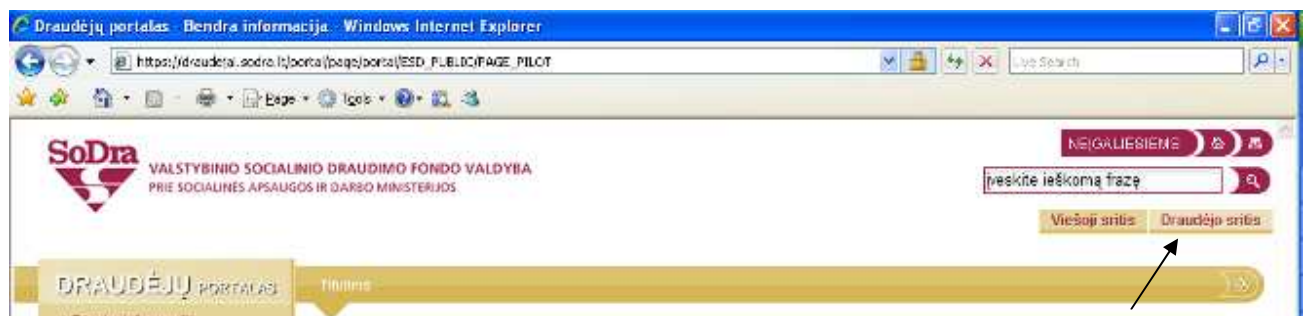 Draudėjų portalas - Bendra informacija - Windows Internet Explorer
https://draudejai.sodra.lt/portal/page/portal/ESD_PUBLIC/PAGE_PILOT
Live Search
Page Tools
NEĮGALIESIEMS
SoDra
VALSTYBINIO SOCIALINIO DRAUDIMO FONDO VALDYBA
PRIE SOCIALINĖS APSAUGOS IR DARBO MINISTERIJOS
įveskite ieškomą frazę
Viešoji sritis Draudėjo sritis
DRAUDĖJŲ PORTALAS Titulinis